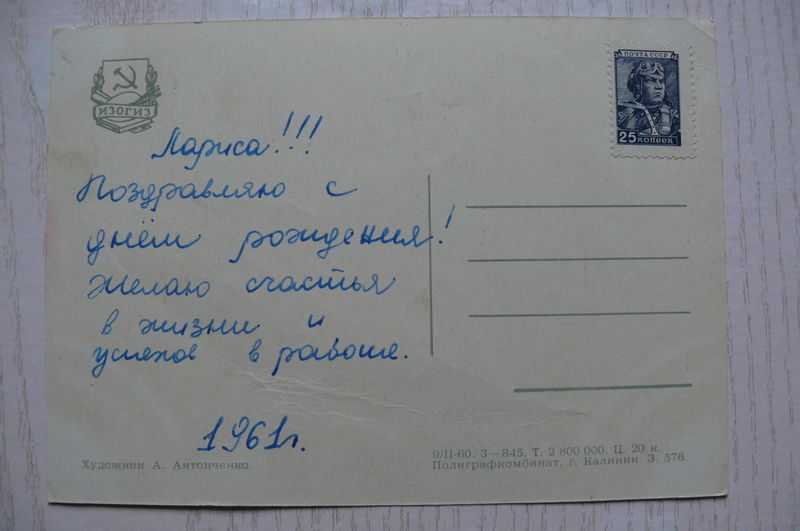 ИЗОГИЗ
ПОЧТА СССР
25 КОПЕЕК
Лариса!!!
Поздравляю с
днём рождения!
Желаю счастья
в жизни и
успехов в работе.
1961г.
Художник А. Антонченко.
9/II-60. З—845. Т. 2 800 000. Ц. 20 к.
Полиграфкомбинат, г. Калинин. З. 576.